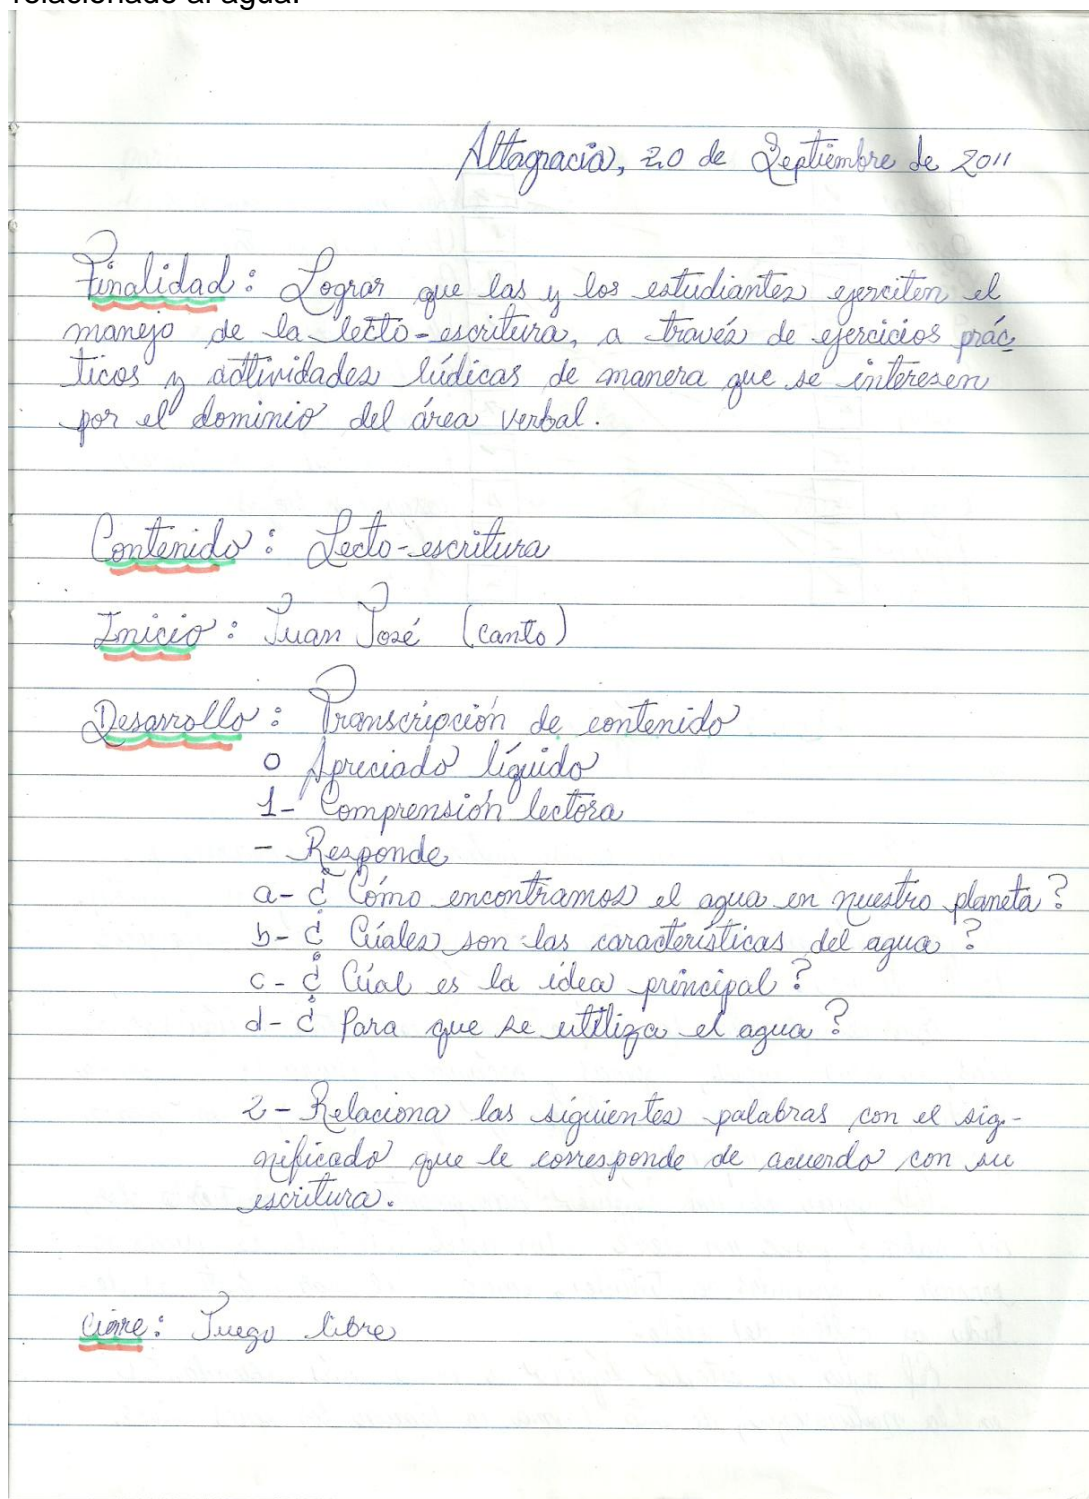 relacionado al agua.
Altagracia, 20 de Septiembre de 2011
Finalidad: Lograr que las y los estudiantes ejerciten el
manejo de la lecto-escritura, a través de ejercicios prác
ticos y actividades lúdicas de manera que se interesen
por el dominio del área verbal.
Contenido: Lecto-escritura
Inicio: Juan José (canto)
Desarrollo: Transcripción de contenido
o Apreciado líquido
1- Comprensión lectora
- Responde
a- ¿Cómo encontramos el agua en nuestro planeta?
b- ¿Cúales son las características del agua?
c- ¿Cúal es la idea principal?
d- ¿Para que se utiliza el agua?
2- Relaciona las siguientes palabras con el sig-
nificado que le corresponde de acuerdo con su
escritura.
Cierre: Juego libre